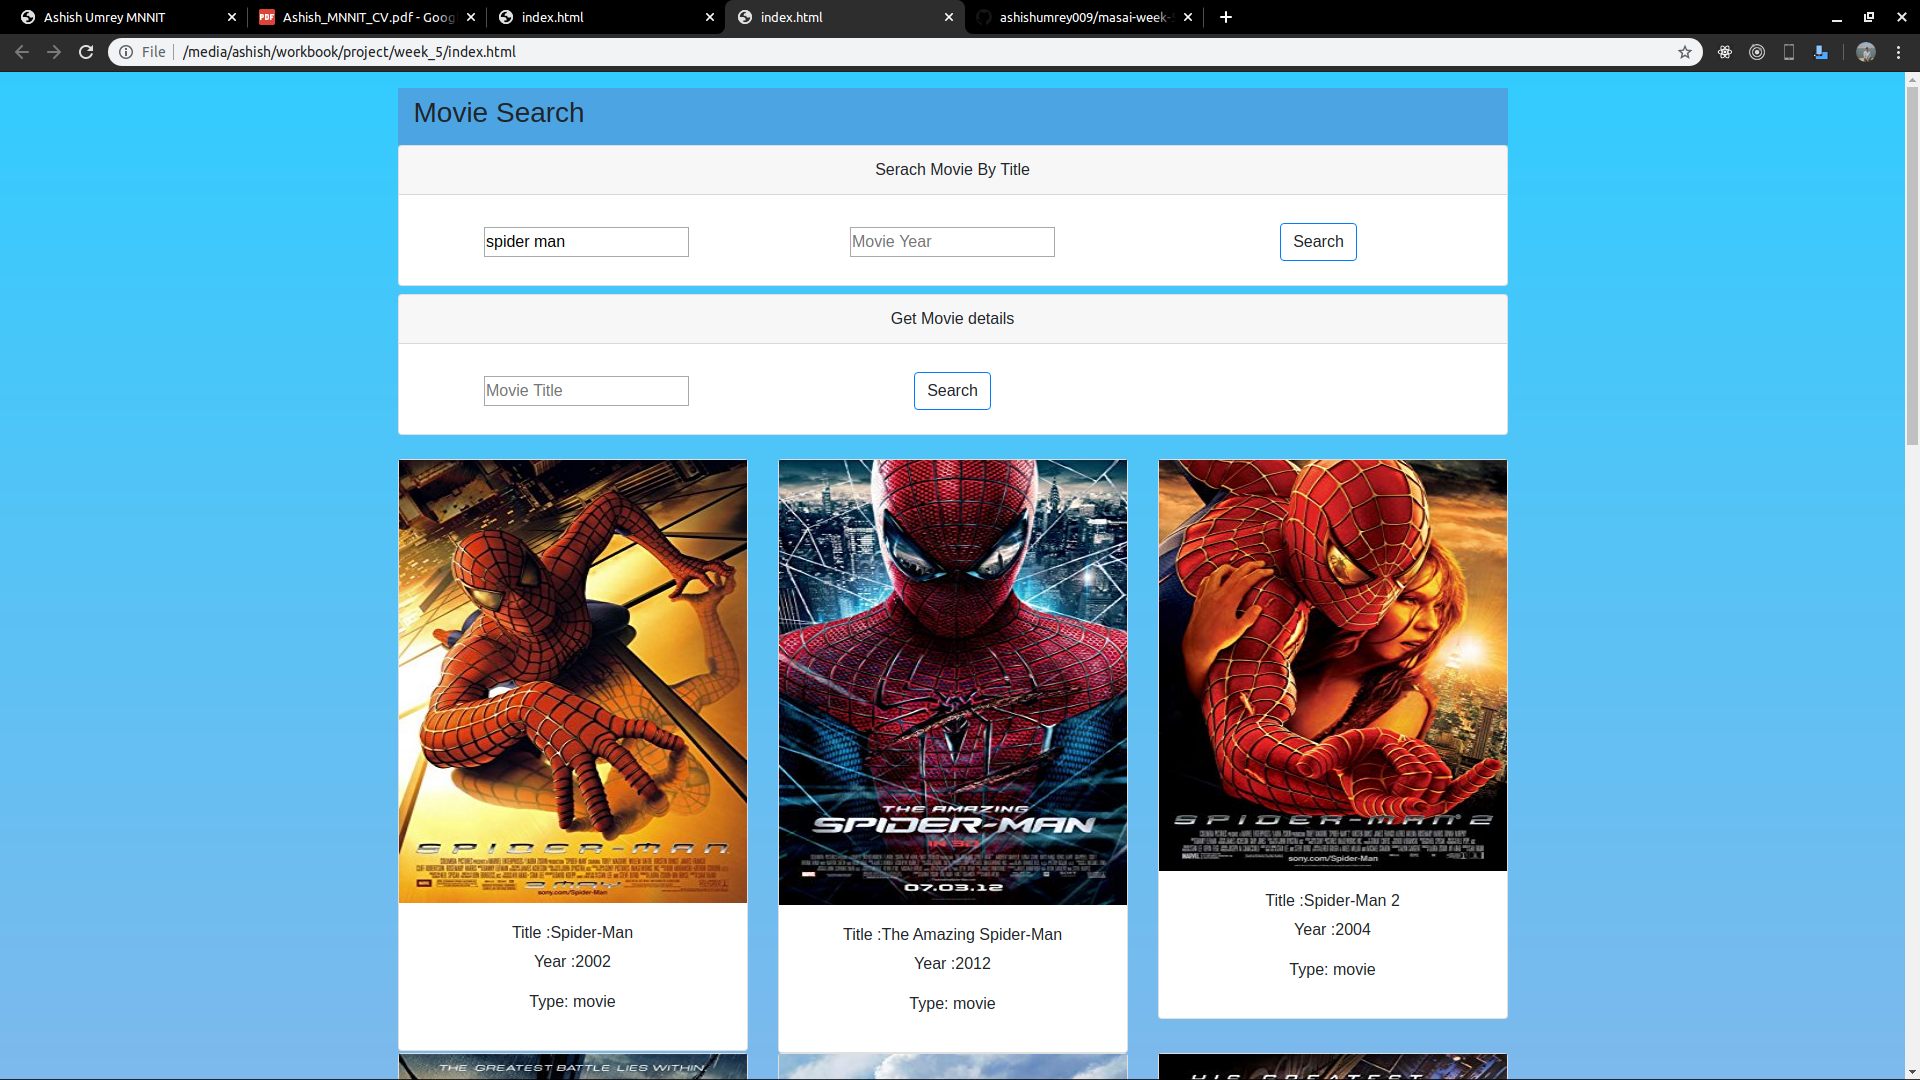 Ashish Umrey MNNIT
Ashish_MNNIT_CV.pdf - Goog
index.html
index.html
ashishumrey009/masai-week-
File
/media/ashish/workbook/project/week_5/index.html
Movie Search
Serach Movie By Title
spider man
Movie Year
Search
Get Movie details
Movie Title
Search
SPIDER-MAN
sony.com/Spider-Man
THE AMAZING
SPIDER-MAN
IN 3D
07.03.12
SPIDER-MAN 2
sony.com/Spider-Man
Title :Spider-Man
Year :2002
Type: movie
Title :The Amazing Spider-Man
Year :2012
Type: movie
Title :Spider-Man 2
Year :2004
Type: movie
THE GREATEST BATTLE LIES WITHIN.
HIS GREATEST